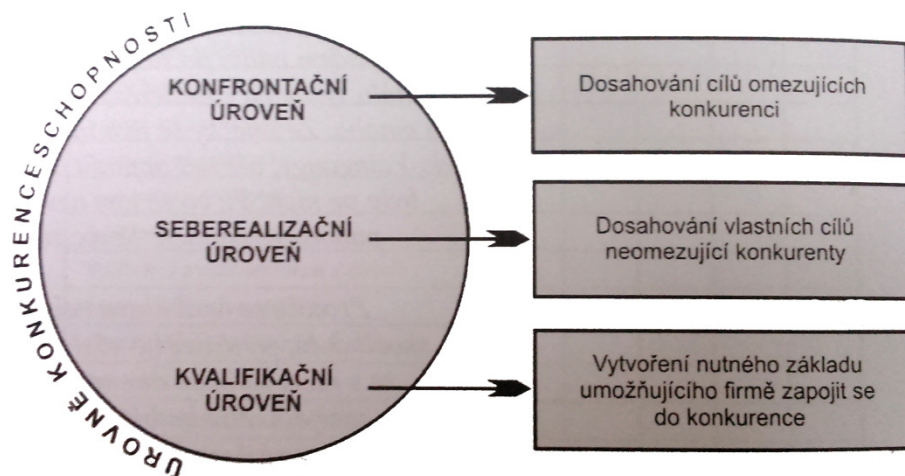 ÚROVNĚ KONKURENCESCHOPNOSTI
KONFRONTAČNÍ
ÚROVEŇ
Dosahování cílů omezujících
konkurenci
SEBEREALIZAČNÍ
ÚROVEŇ
Dosahování vlastních cílů
neomezující konkurenty
KVALIFIKAČNÍ
ÚROVEŇ
Vytvoření nutného základu
umožňujícího firmě zapojit se
do konkurence